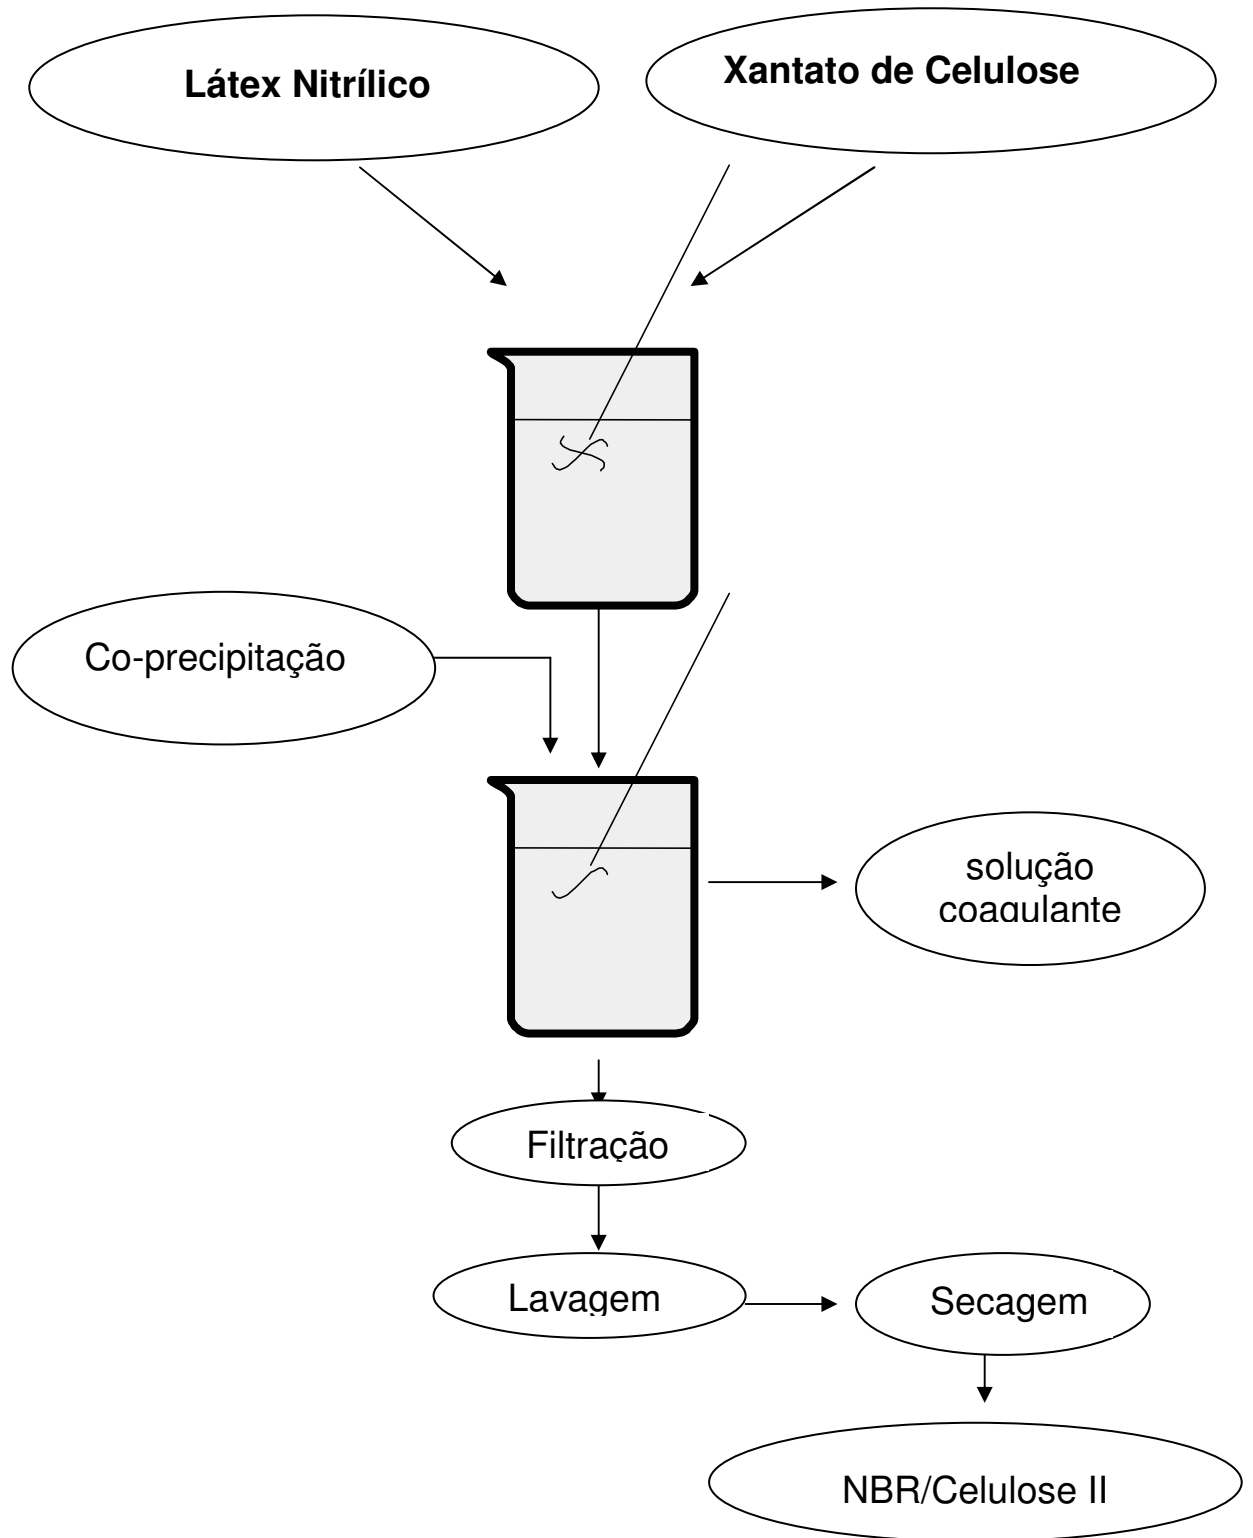 Látex Nitrílico
Xantato de Celulose
Co-precipitação
solução
coagulante
Filtração
Lavagem
Secagem
NBR/Celulose II